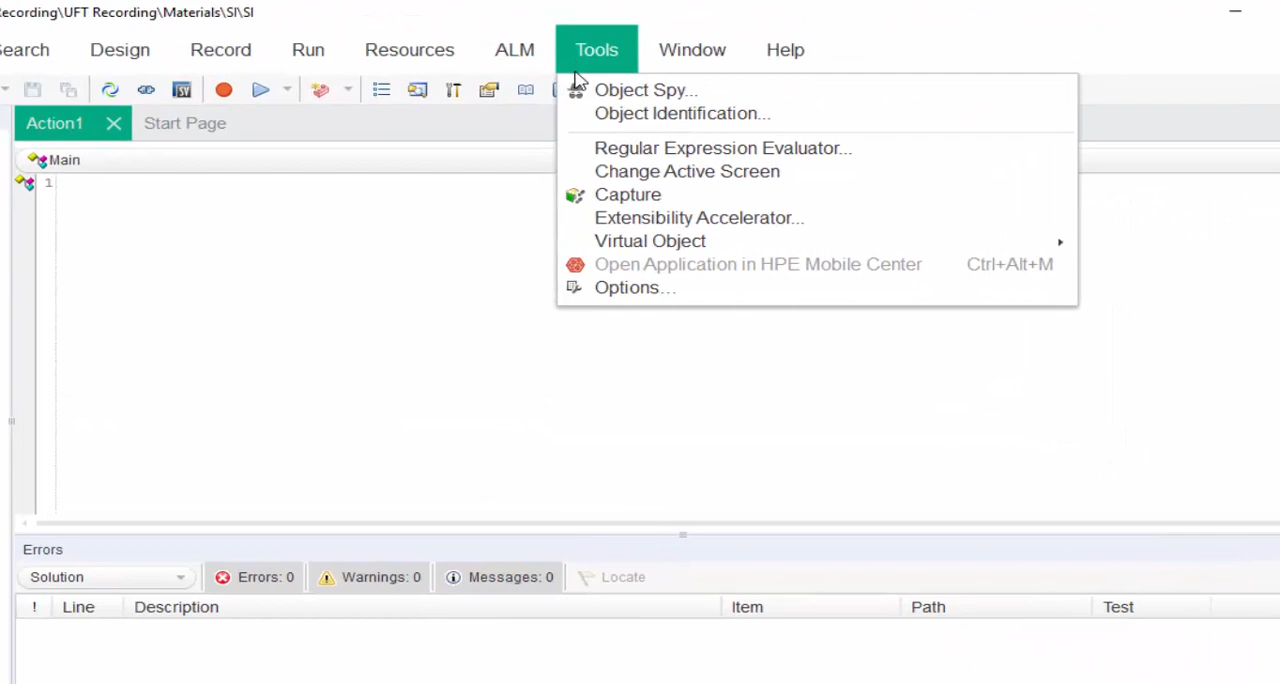 ecording\UFT Recording\Materials\SI\SI
earch Design Record Run Resources ALM Tools Window Help
Object Spy...
Object Identification...
Action1 Start Page
Regular Expression Evaluator...
Main
Change Active Screen
1
Capture
Extensibility Accelerator...
Virtual Object
Open Application in HPE Mobile Center Ctrl+Alt+M
Options...
Errors
Solution Errors: 0 Warnings: 0 Messages: 0 Locate
! Line Description Item Path Test